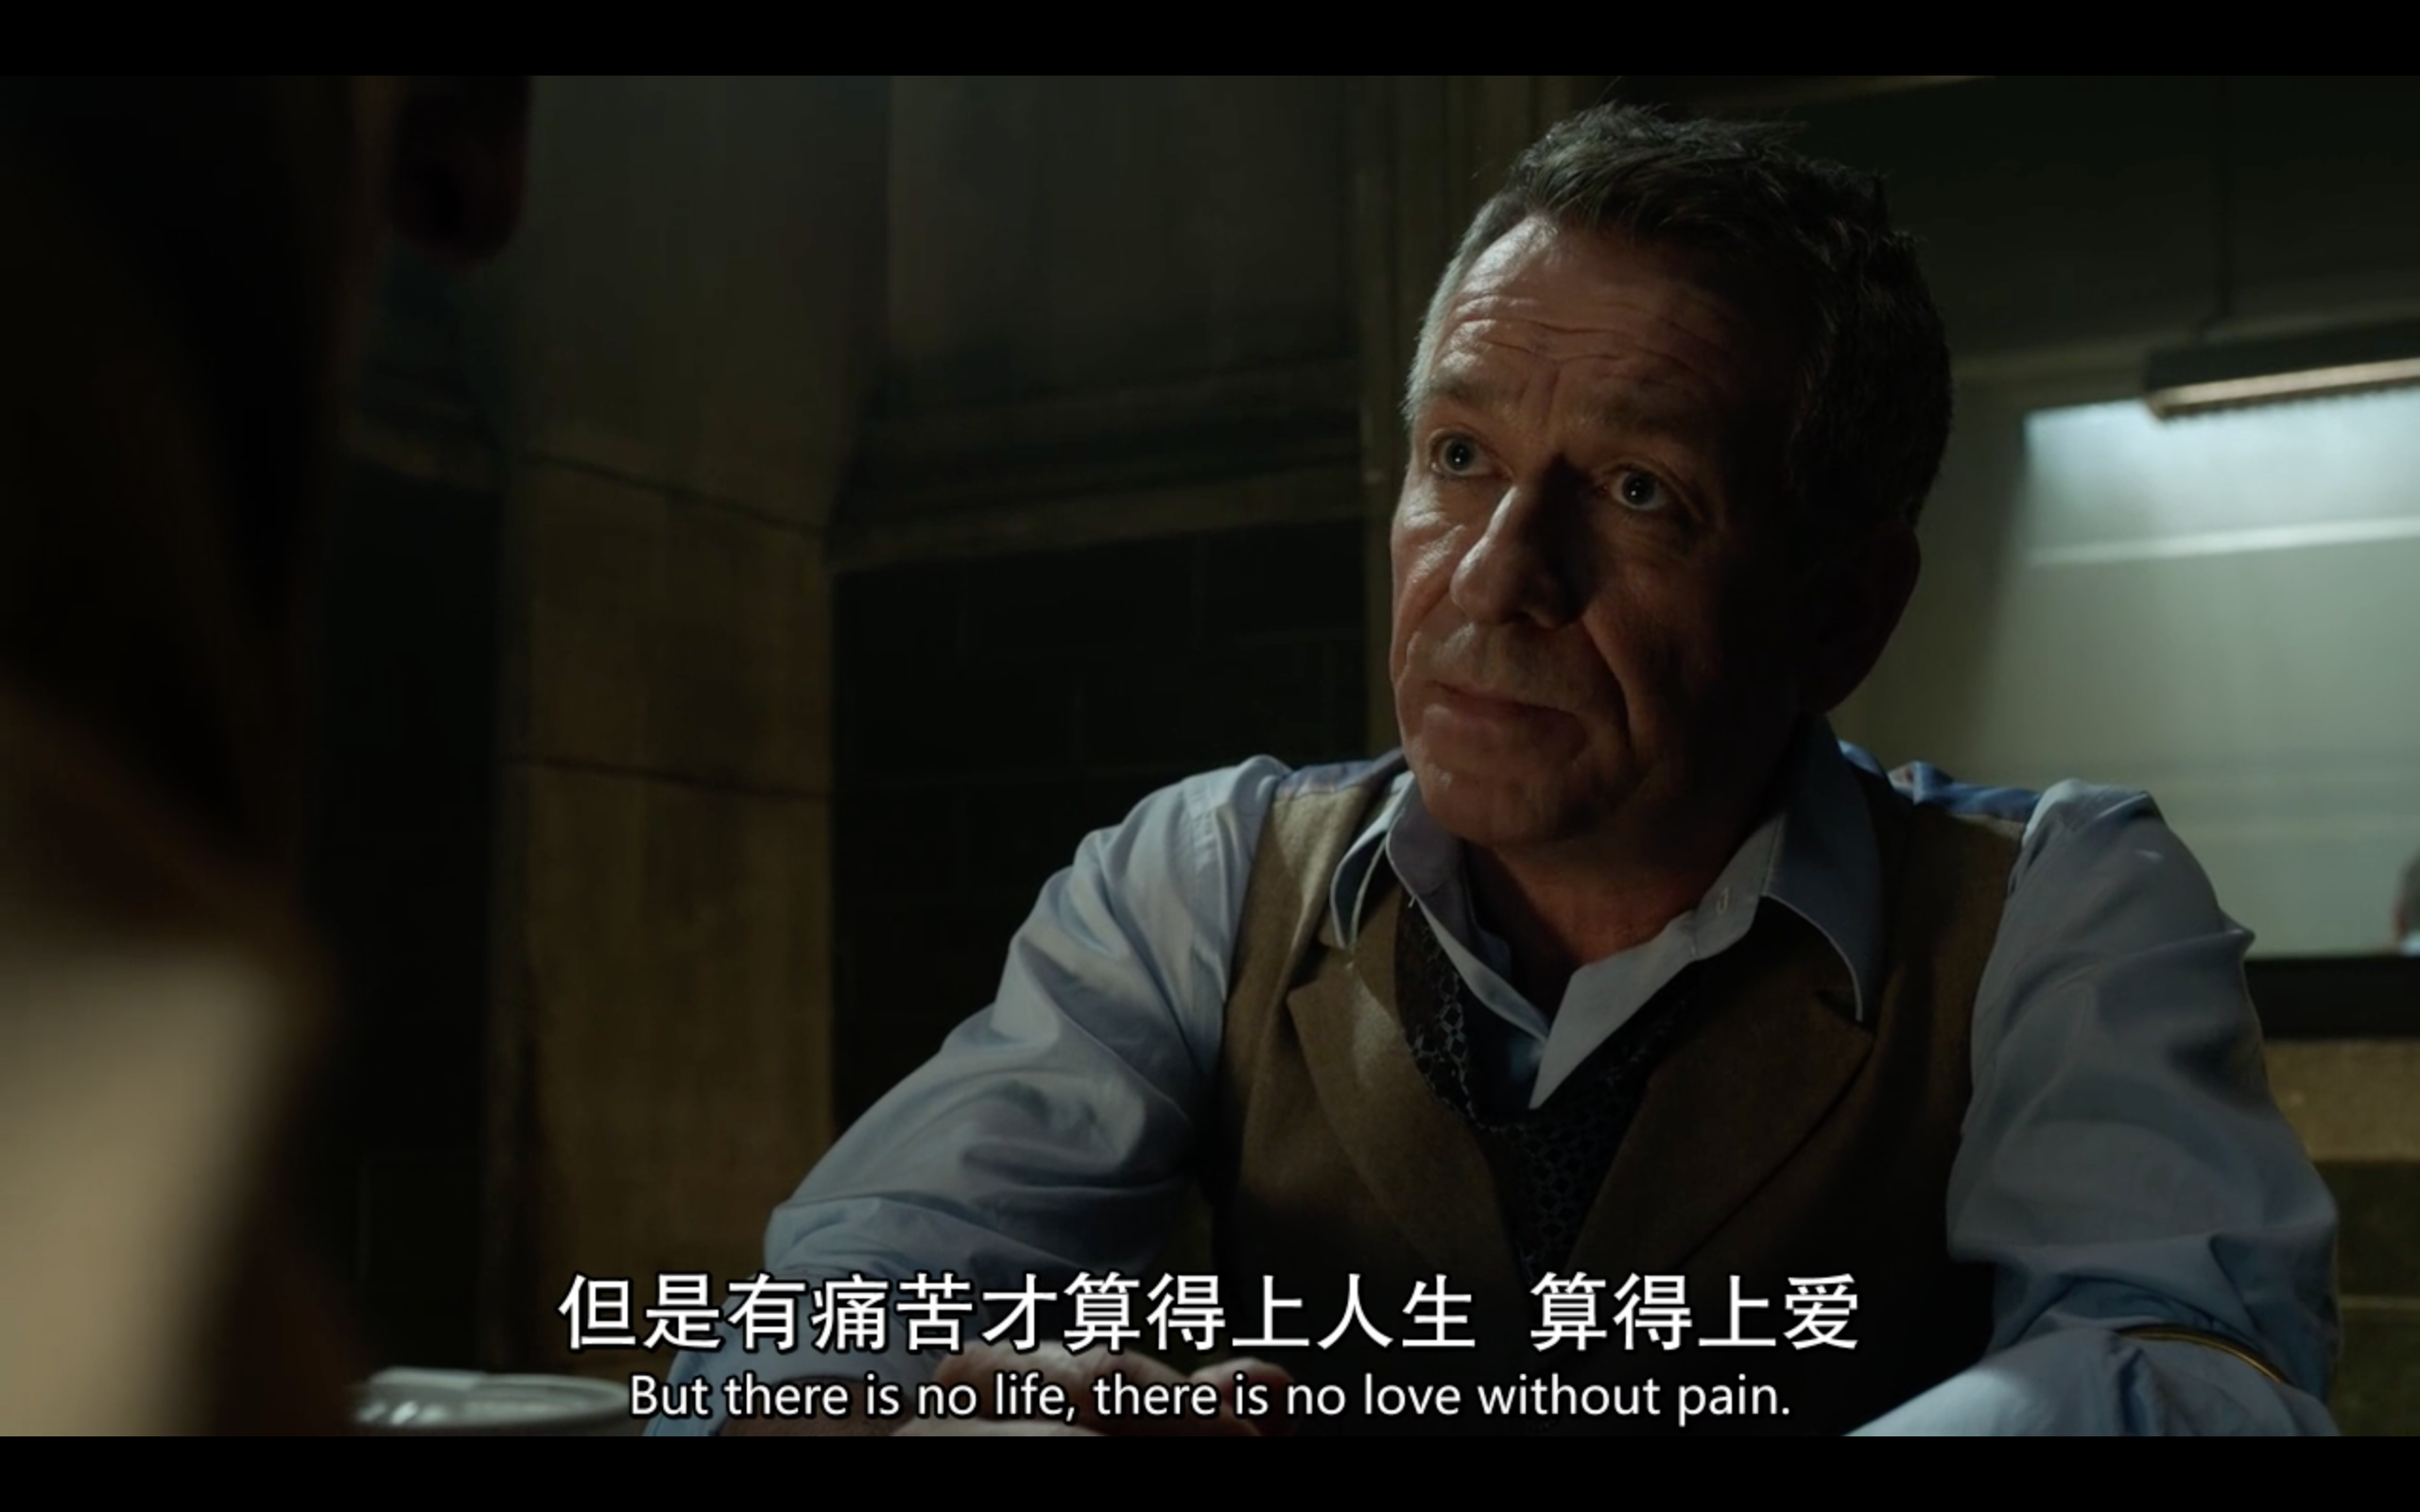 但是有痛苦才算得上人生 算得上爱
But there is no life, there is no love without pain.